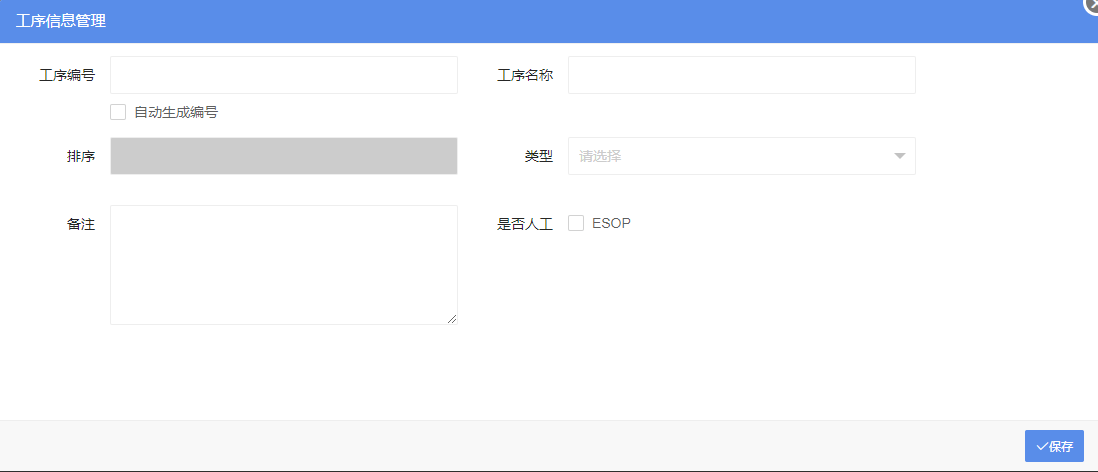 工序信息管理
工序编号
工序名称
自动生成编号
排序
类型
请选择
备注
是否人工
ESOP
保存